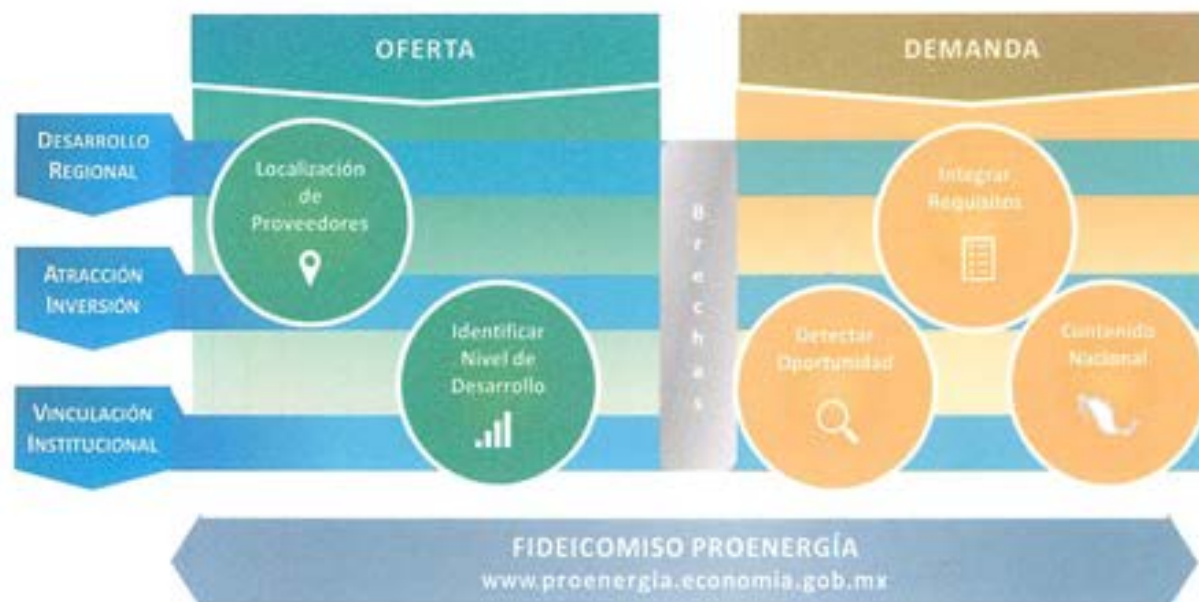 OFERTA
DEMANDA
DESARROLLO
REGIONAL
ATRACCIÓN
INVERSIÓN
VINCULACIÓN
INSTITUCIONAL
Localización
de
Proveedores
Identificar
Nivel de
Desarrollo
Brechas
Integrar
Requisitos
Detectar
Oportunidad
Contenido
Nacional
FIDEICOMISO PROENERGÍA
www.proenergia.economia.gob.mx